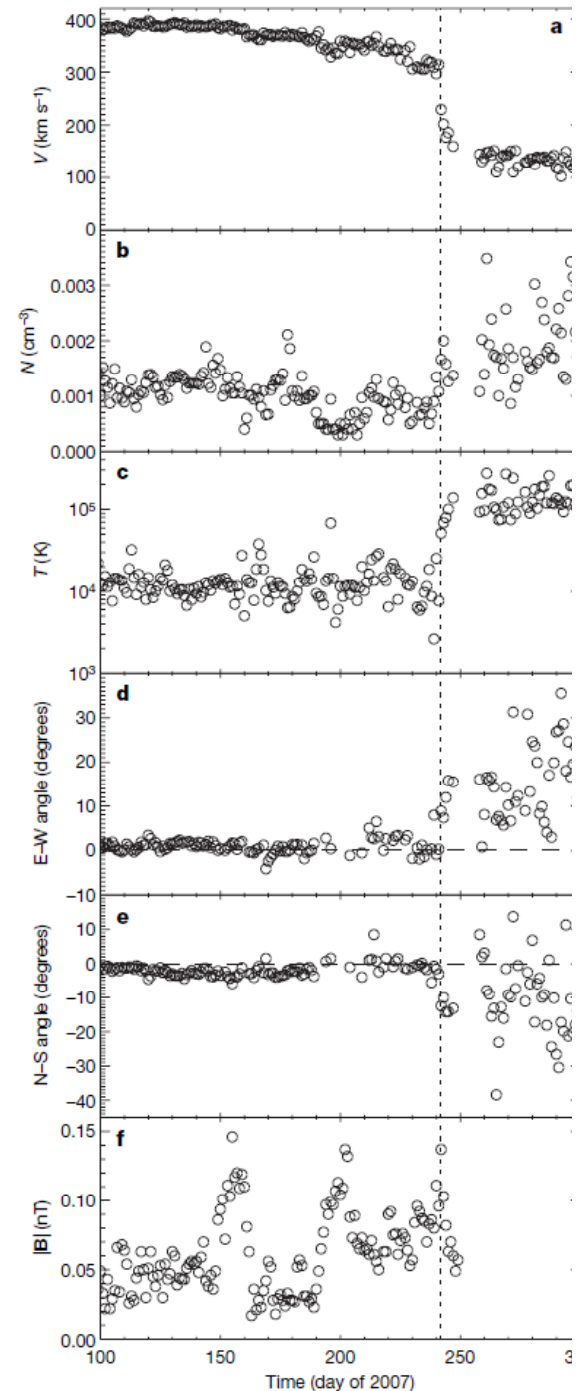 a
400
300
200
100
0
V (km s⁻¹)
b
0.003
0.002
0.001
0.000
N (cm⁻³)
c
10⁵
10⁴
10³
T (K)
d
30
20
10
0
−10
E–W angle (degrees)
e
10
0
−10
−20
−30
−40
N–S angle (degrees)
f
0.15
0.10
0.05
0.00
|B| (nT)
100 150 200 250
Time (day of 2007)